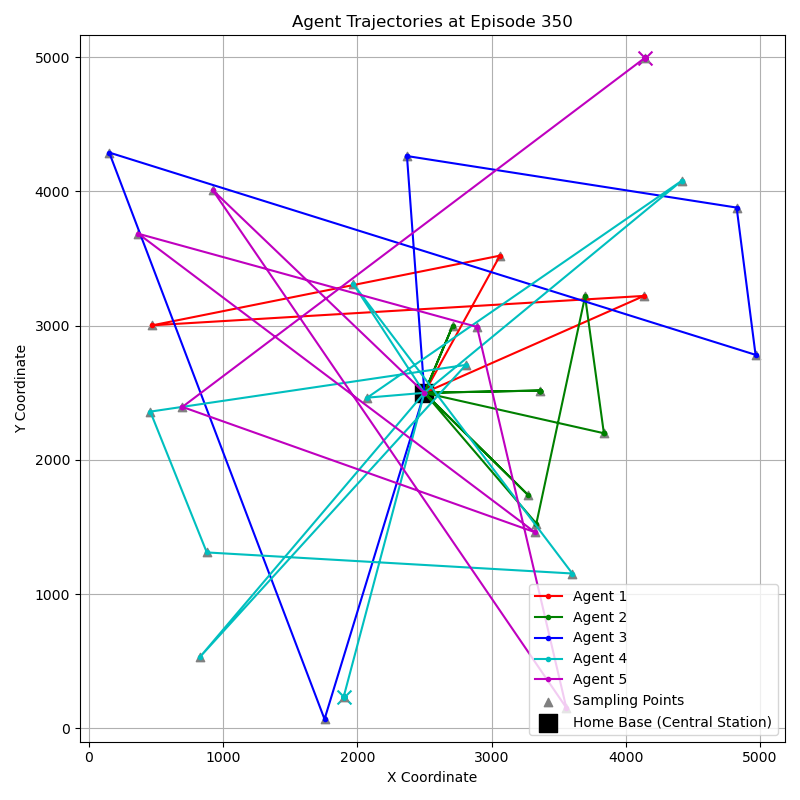 Agent Trajectories at Episode 350
5000
4000
3000
2000
1000
0
Y Coordinate
0 1000 2000 3000 4000 5000
X Coordinate
Agent 1
Agent 2
Agent 3
Agent 4
Agent 5
Sampling Points
Home Base (Central Station)